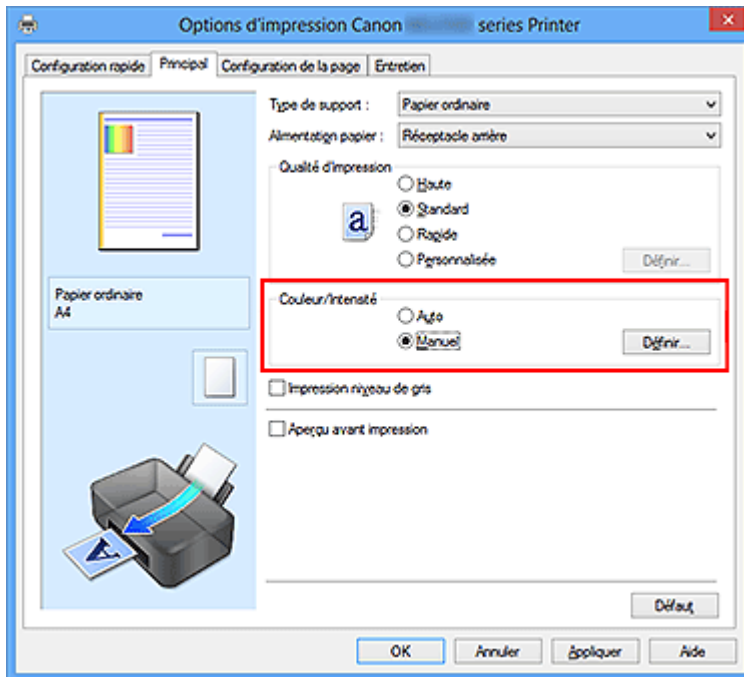 Options d'impression Canon series Printer
Configuration rapide Principal Configuration de la page Entretien
Type de support : Papier ordinaire
Alimentation papier : Réceptacle arrière
Qualité d'impression
Haute
a Standard
Rapide
Personnalisée Définir...
Papier ordinaire
A4
Couleur/Intensité
Auto
Manuel Définir...
Impression niveau de gris
Aperçu avant impression
A
Défaut
OK Annuler Appliquer Aide